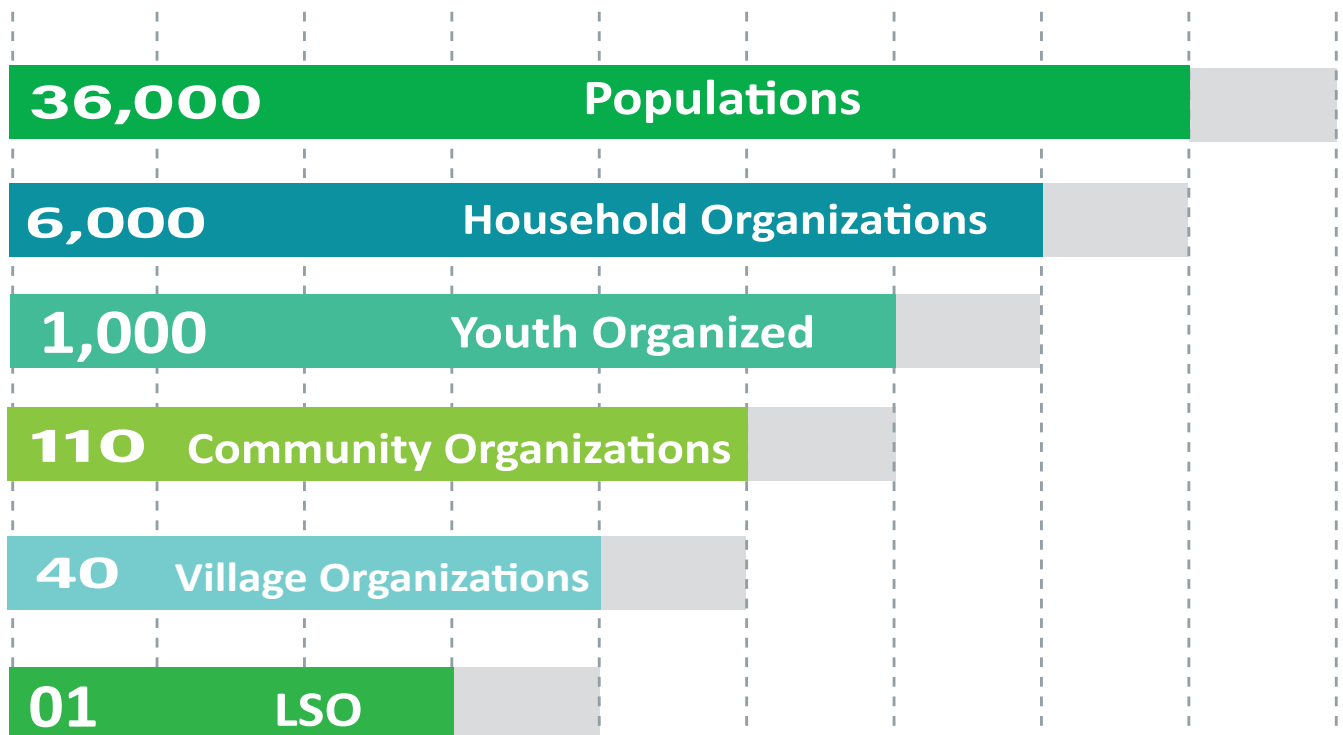 36,000 Populations
6,000 Household Organizations
1,000 Youth Organized
110 Community Organizations
40 Village Organizations
01 LSO